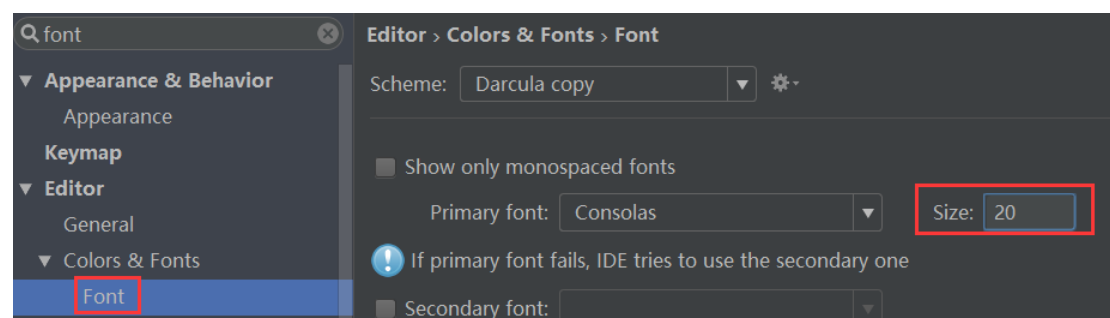 font
Appearance & Behavior
Appearance
Keymap
Editor
General
Colors & Fonts
Font
Editor › Colors & Fonts › Font
Scheme: Darcula copy
Show only monospaced fonts
Primary font: Consolas Size: 20
If primary font fails, IDE tries to use the secondary one
Secondary font: